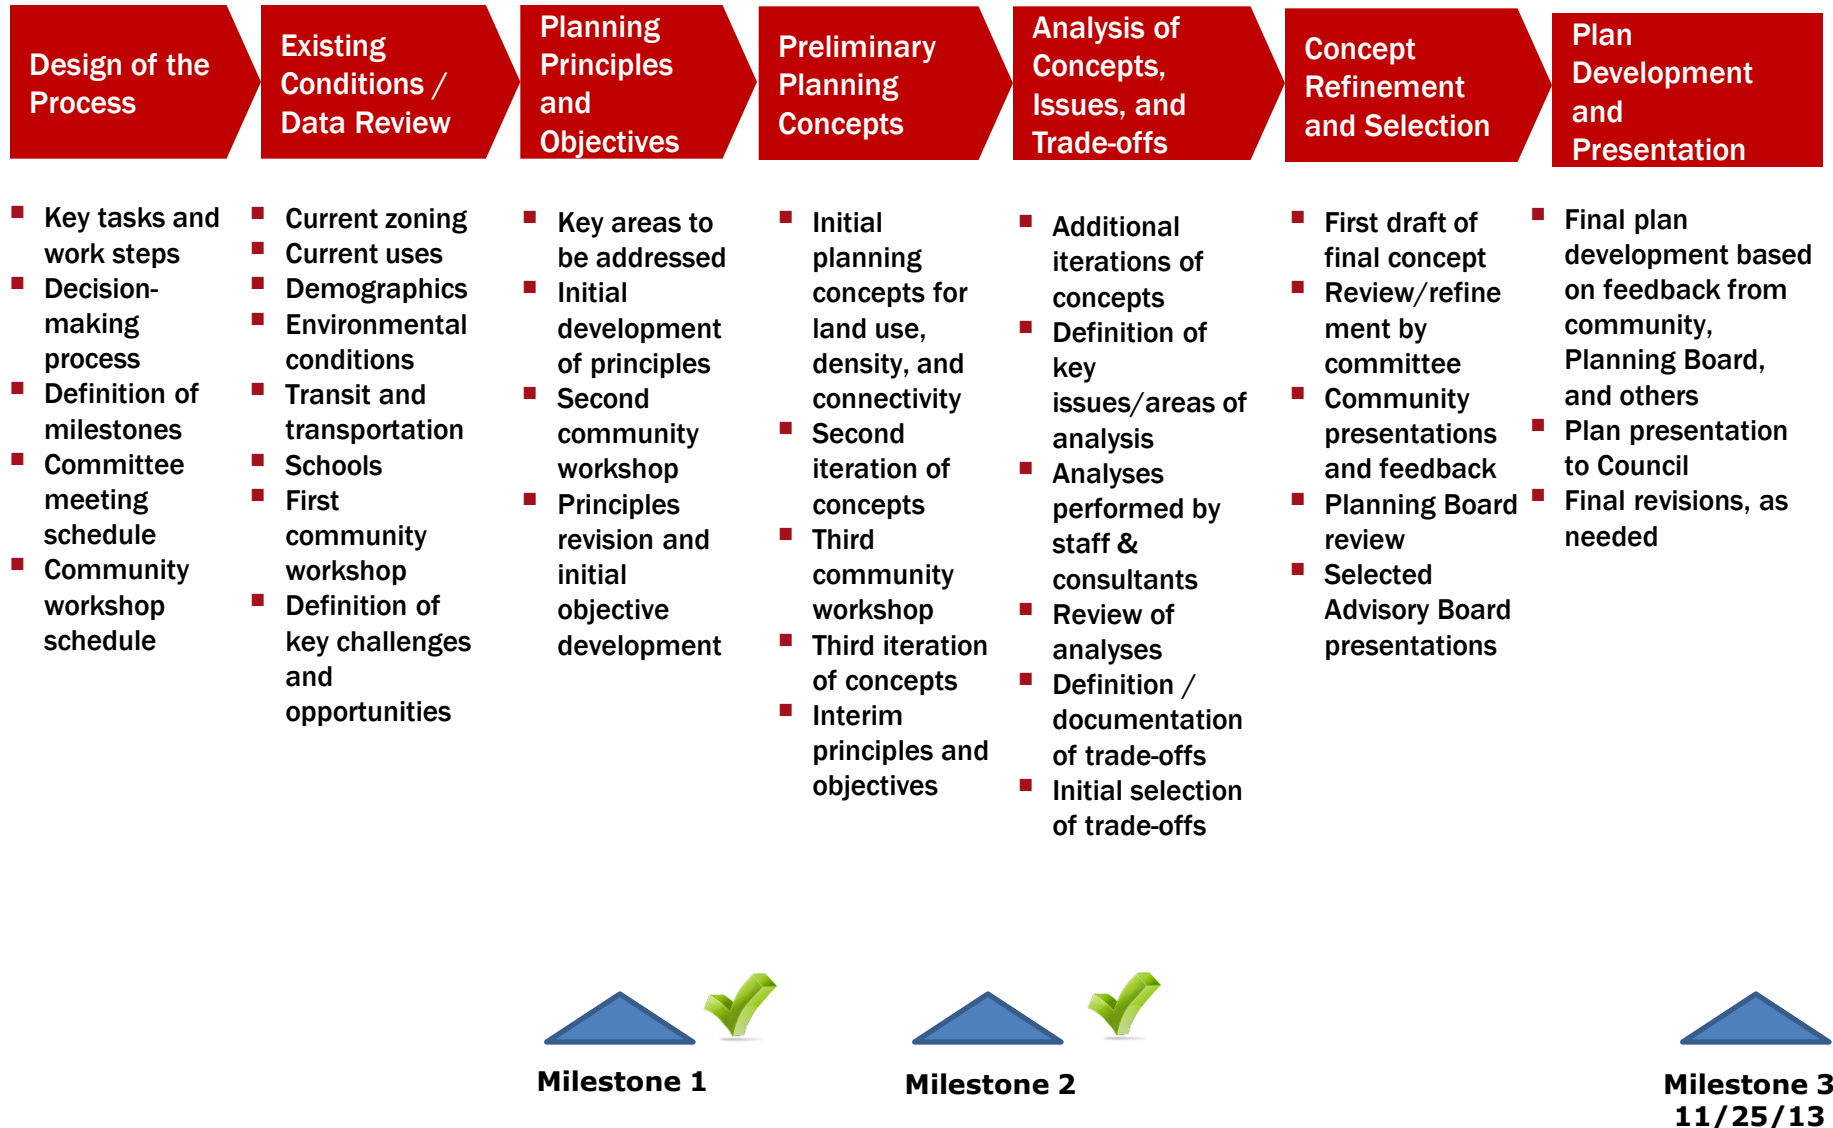 Design of the
Process
Existing
Conditions /
Data Review
Planning
Principles
and
Objectives
Preliminary
Planning
Concepts
Analysis of
Concepts,
Issues, and
Trade-offs
Concept
Refinement
and Selection
Plan
Development
and
Presentation
Key tasks and
work steps
Decision-
making
process
Definition of
milestones
Committee
meeting
schedule
Community
workshop
schedule
Current zoning
Current uses
Demographics
Environmental
conditions
Transit and
transportation
Schools
First
community
workshop
Definition of
key challenges
and
opportunities
Key areas to
be addressed
Initial
development
of principles
Second
community
workshop
Principles
revision and
initial
objective
development
Initial
planning
concepts for
land use,
density, and
connectivity
Second
iteration of
concepts
Third
community
workshop
Third iteration
of concepts
Interim
principles and
objectives
Additional
iterations of
concepts
Definition of
key
issues/areas of
analysis
Analyses
performed by
staff &
consultants
Review of
analyses
Definition /
documentation
of trade-offs
Initial selection
of trade-offs
First draft of
final concept
Review/refine
ment by
committee
Community
presentations
and feedback
Planning Board
review
Selected
Advisory Board
presentations
Final plan
development based
on feedback from
community,
Planning Board,
and others
Plan presentation
to Council
Final revisions, as
needed
Milestone 1
Milestone 2
Milestone 3
11/25/13